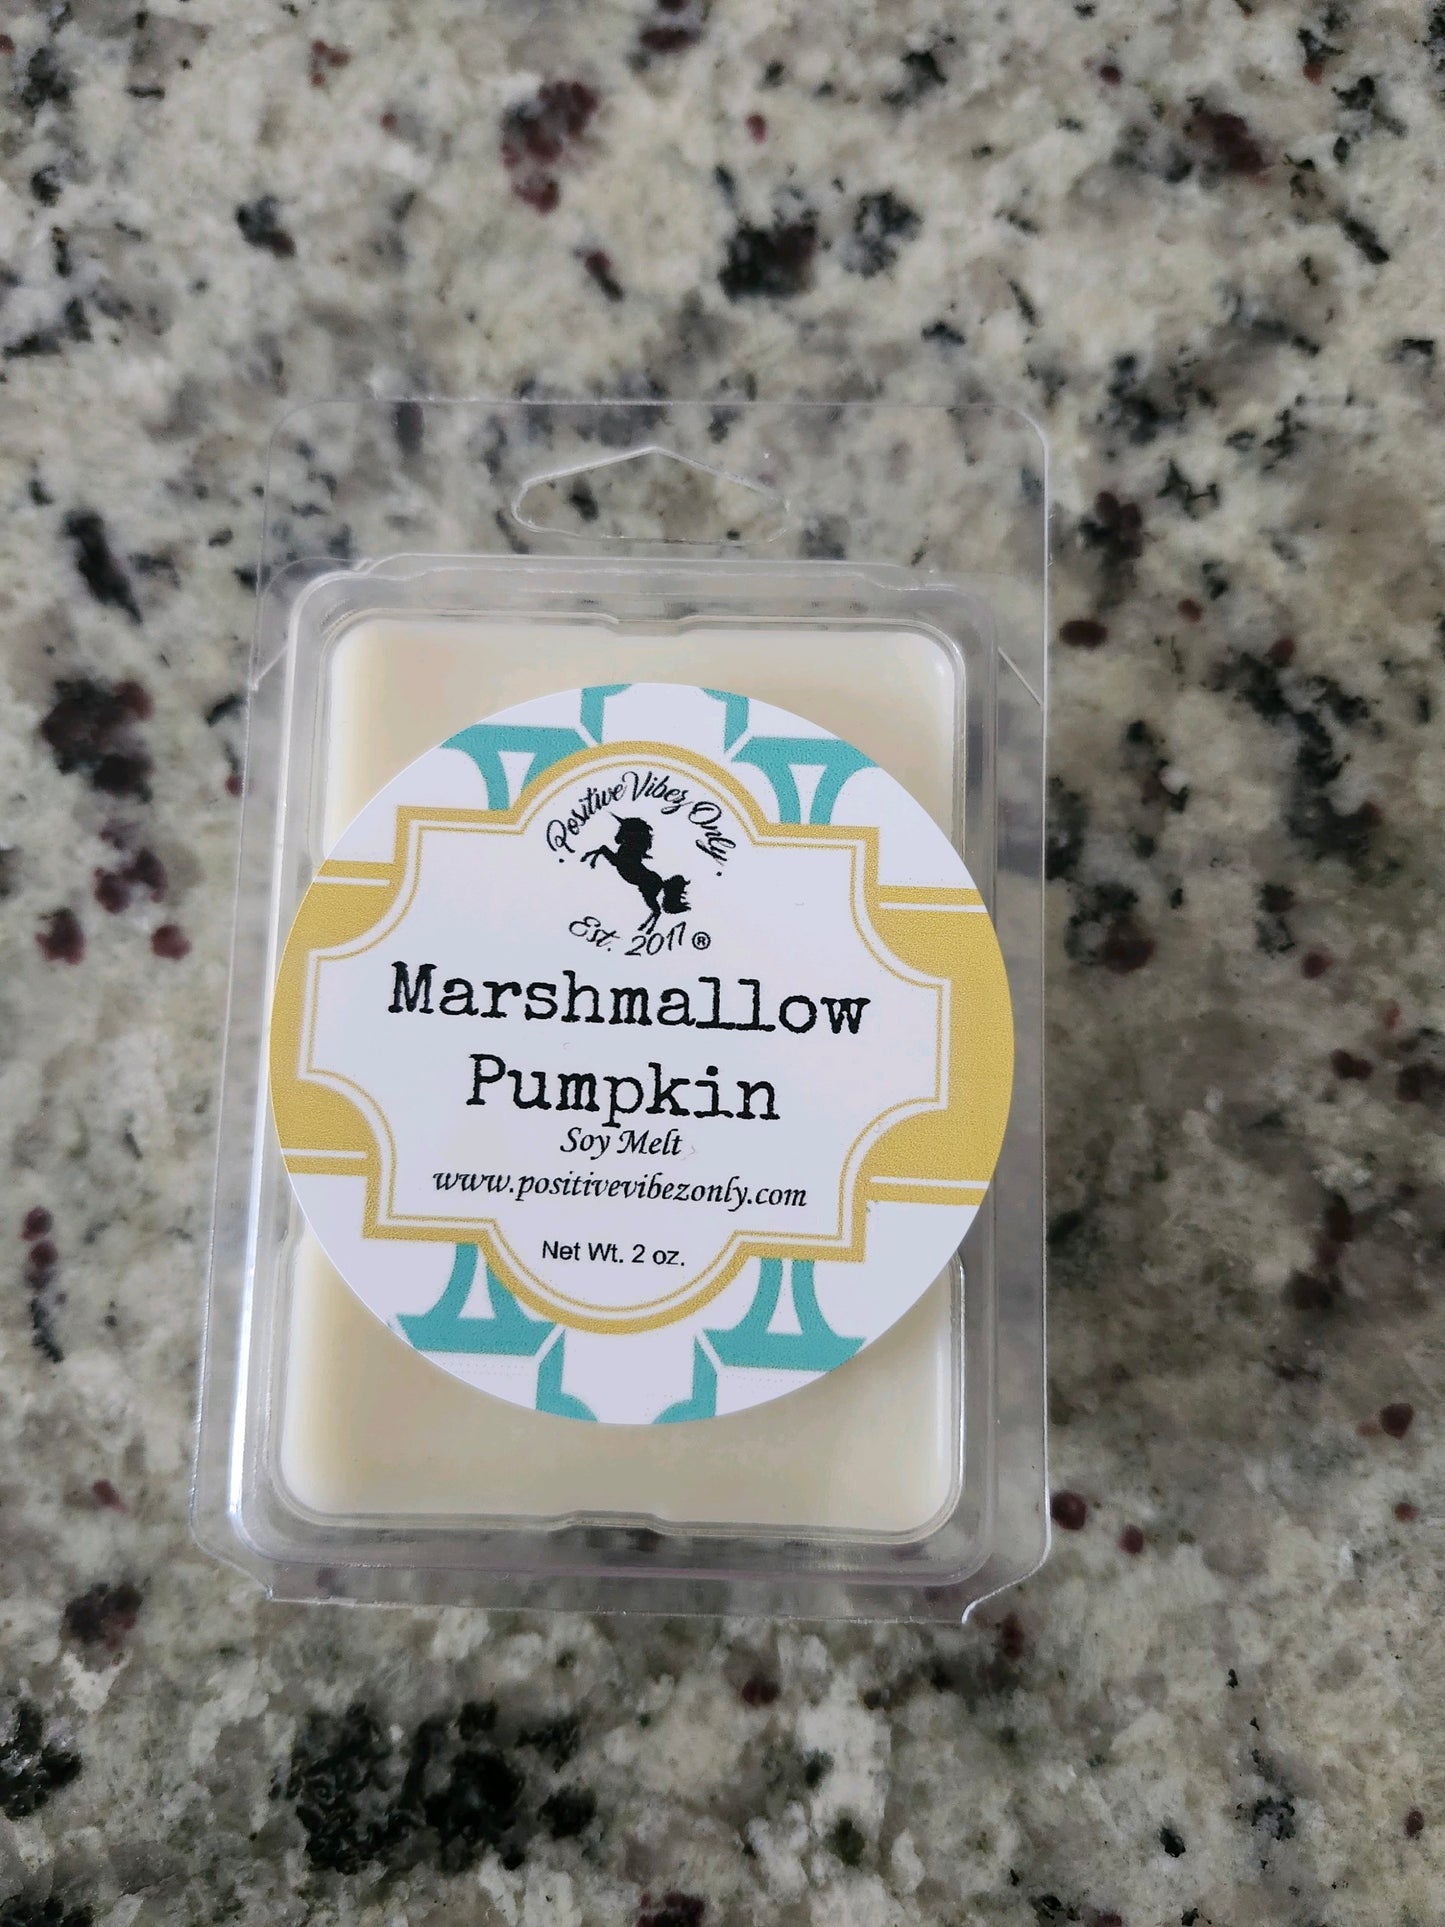 Positive Vibez Only
Est. 2017®
Marshmallow
Pumpkin
Soy Melt
www.positivevibezonly.com
Net Wt. 2 oz.